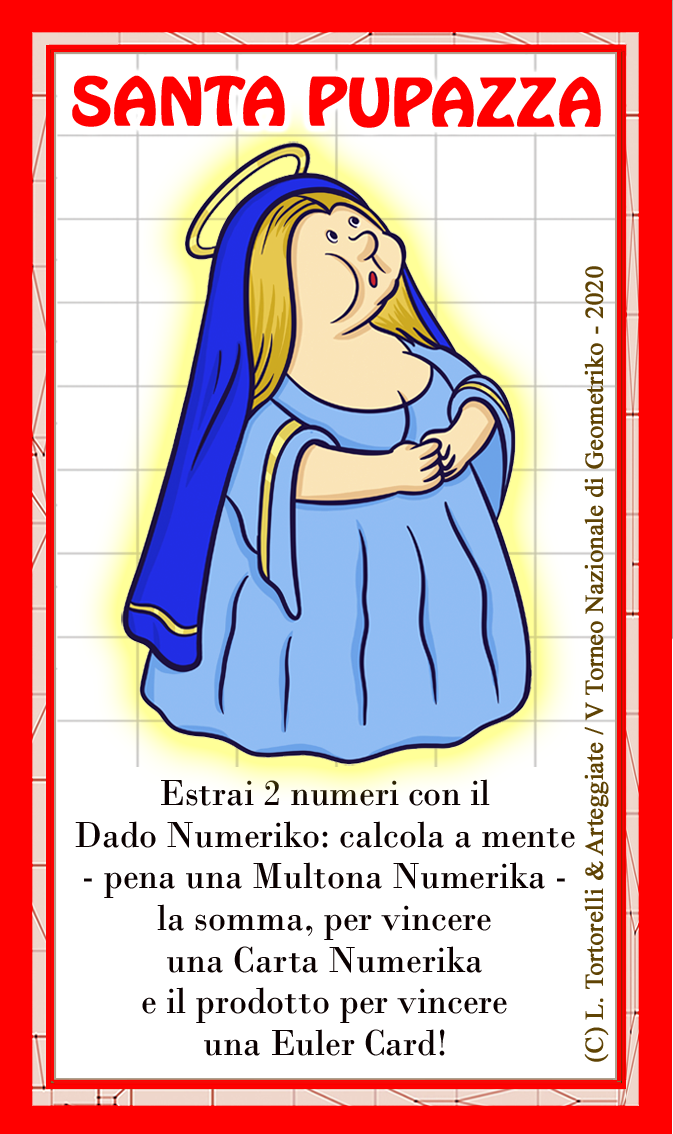 SANTA PUPAZZA
Estrai 2 numeri con il
Dado Numeriko: calcola a mente
- pena una Multona Numerika -
la somma, per vincere
una Carta Numerika
e il prodotto per vincere
una Euler Card!
(C) L. Tortorelli & Arteggiate / V Torneo Nazionale di Geometriko - 2020